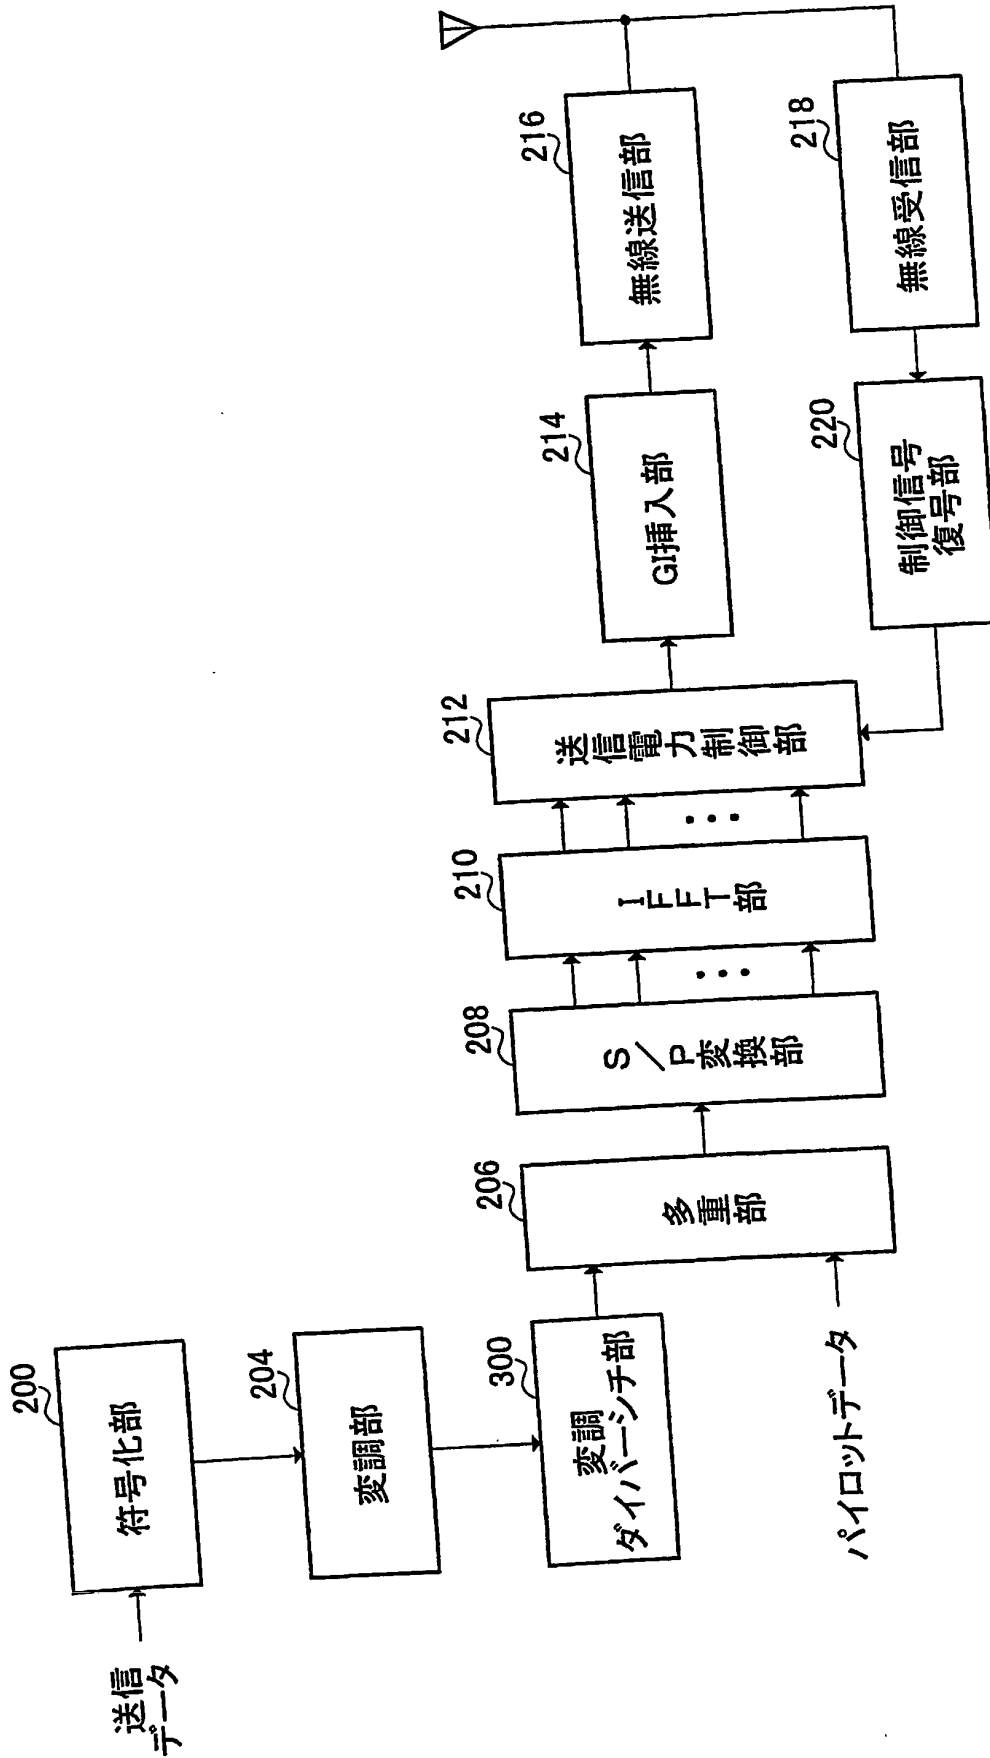 送信
データ
200
符号化部
204
変調部
300
変調
ダイバーシチ部
パイロットデータ
206
多重部
208
S/P変換部
210
IFFT部
212
送信電力制御部
214
GI挿入部
216
無線送信部
218
無線受信部
220
制御信号
復号部